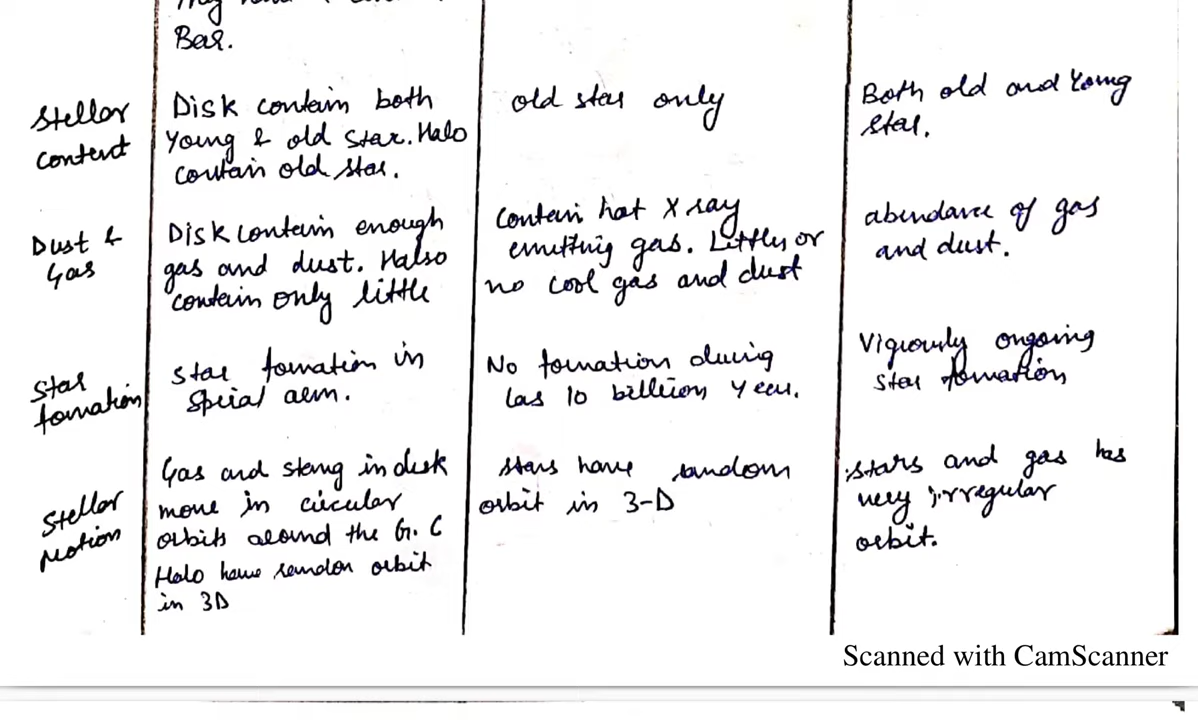 Bar.
Stellar
content
Disk contain both
Young & old star. Halo
contain old star.
old star only
Both old and Young
star.
Dust &
Gas
Disk contain enough
gas and dust. Halso
contain only little
Contain hot X ray
emitting gas. Littles or
no cool gas and dust
abundance of gas
and dust.
Star
formation
star formation in
spiral arm.
No formation during
las 10 billion year.
Vigrously ongoing
star formation
Stellar
Motion
Gas and stang in disk
move in circular
orbits around the G. C
Halo have random orbit
in 3D
stars have random
orbit in 3-D
stars and gas has
very irregular
orbit.
Scanned with CamScanner